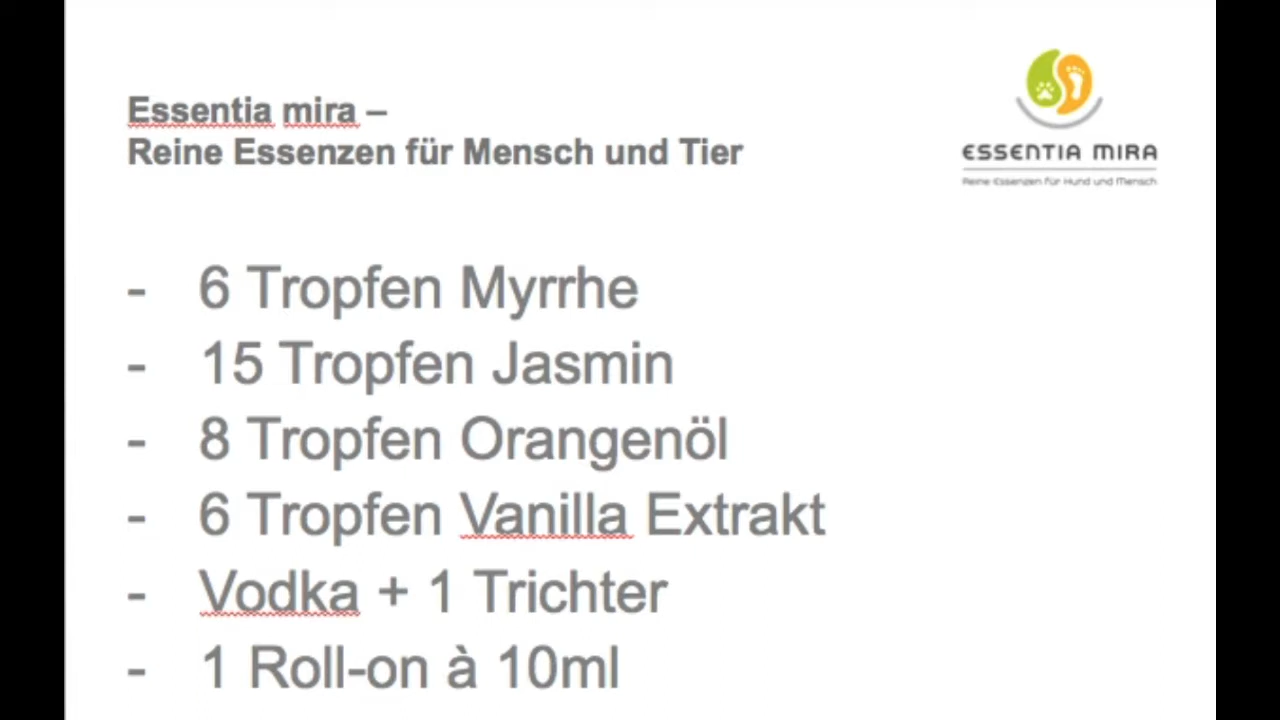 Essentia mira –
Reine Essenzen für Mensch und Tier
ESSENTIA MIRA
Reine Essenzen für Hund und Mensch
- 6 Tropfen Myrrhe
- 15 Tropfen Jasmin
- 8 Tropfen Orangenöl
- 6 Tropfen Vanilla Extrakt
- Vodka + 1 Trichter
- 1 Roll-on à 10ml